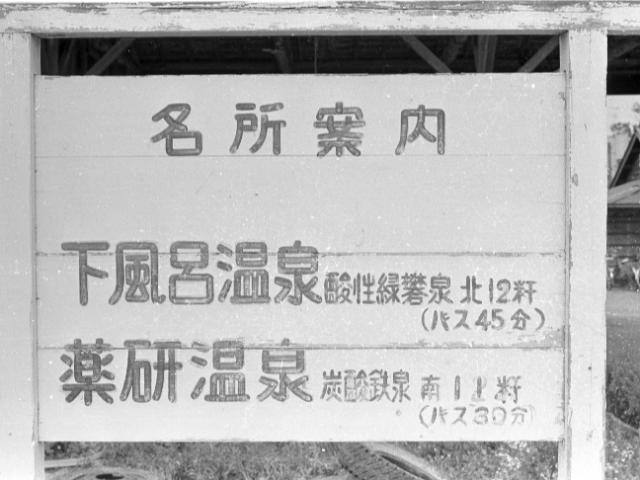 名所案内
下風呂温泉 酸性緑礬泉 北12粁
(バス45分)
薬研温泉 炭酸鉄泉 南11粁
(バス30分)